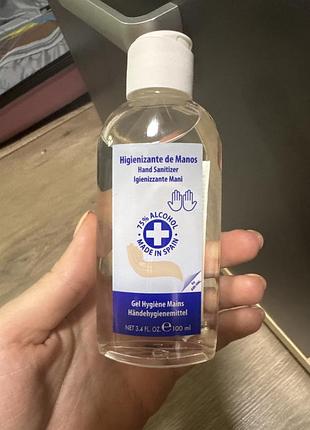 Higienizante de Manos
Hand Sanitizer
Igienizzante Mani
75% ALCOHOL
MADE IN SPAIN
Gel Hygiène Mains
Händehygienemittel
NET 3.4 FL. OZ. ℮ 100 ml